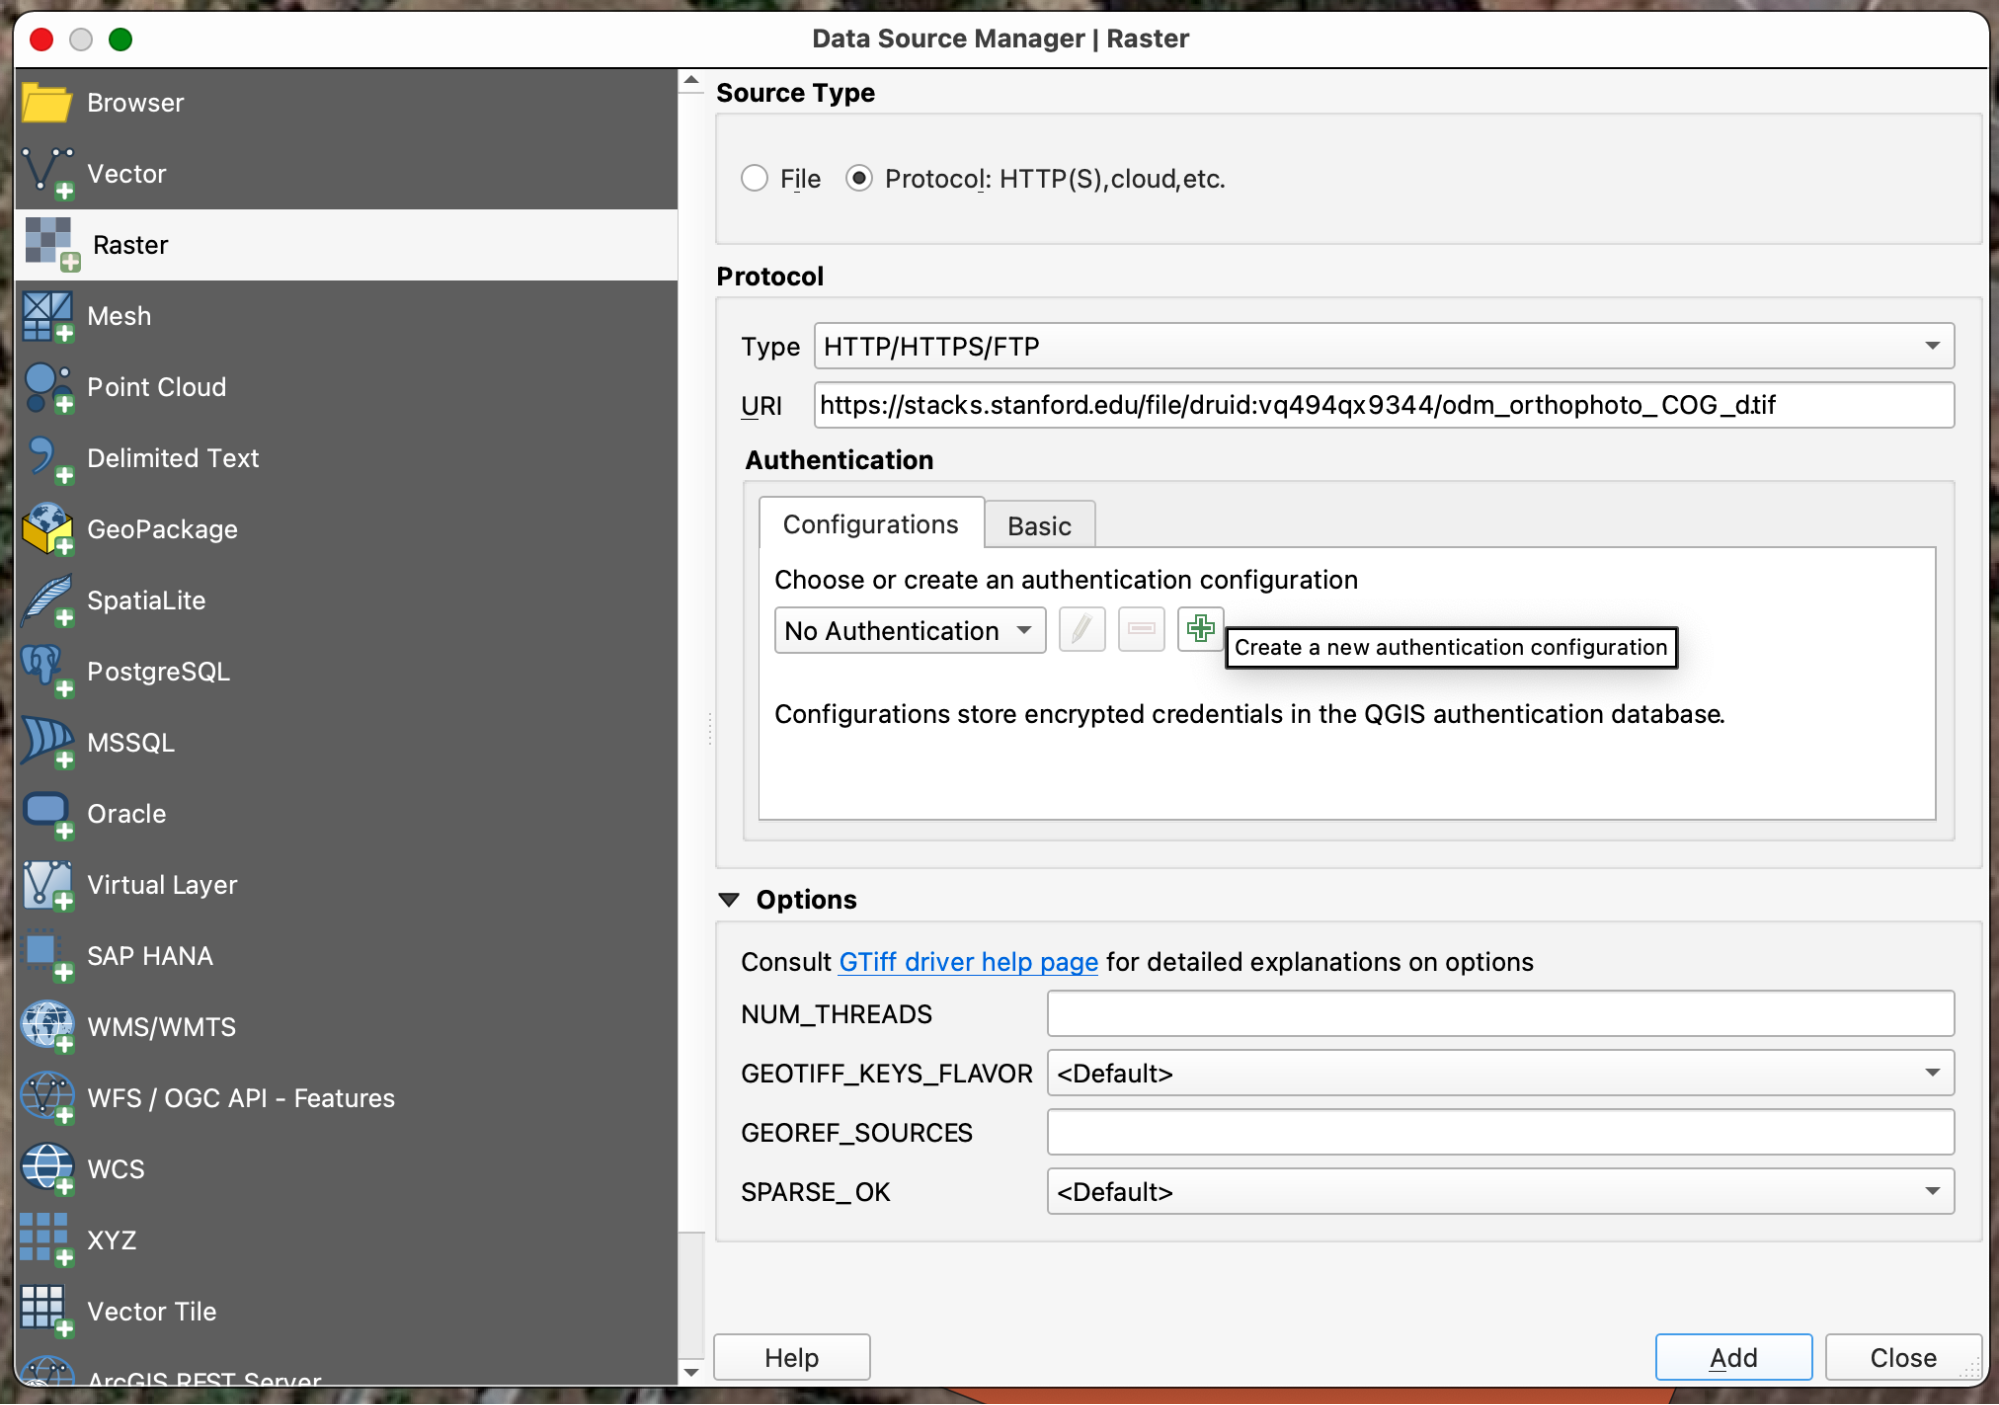 Data Source Manager | Raster
Browser
Vector
Raster
Mesh
Point Cloud
Delimited Text
GeoPackage
SpatiaLite
PostgreSQL
MSSQL
Oracle
Virtual Layer
SAP HANA
WMS/WMTS
WFS / OGC API - Features
WCS
XYZ
Vector Tile
ArcGIS REST Server
Source Type
File
Protocol: HTTP(S),cloud,etc.
Protocol
Type HTTP/HTTPS/FTP
URI https://stacks.stanford.edu/file/druid:vq494qx9344/odm_orthophoto_COG_d.tif
Authentication
Configurations Basic
Choose or create an authentication configuration
No Authentication
Create a new authentication configuration
Configurations store encrypted credentials in the QGIS authentication database.
Options
Consult GTiff driver help page for detailed explanations on options
NUM_THREADS
GEOTIFF_KEYS_FLAVOR <Default>
GEOREF_SOURCES
SPARSE_OK <Default>
Help Add Close